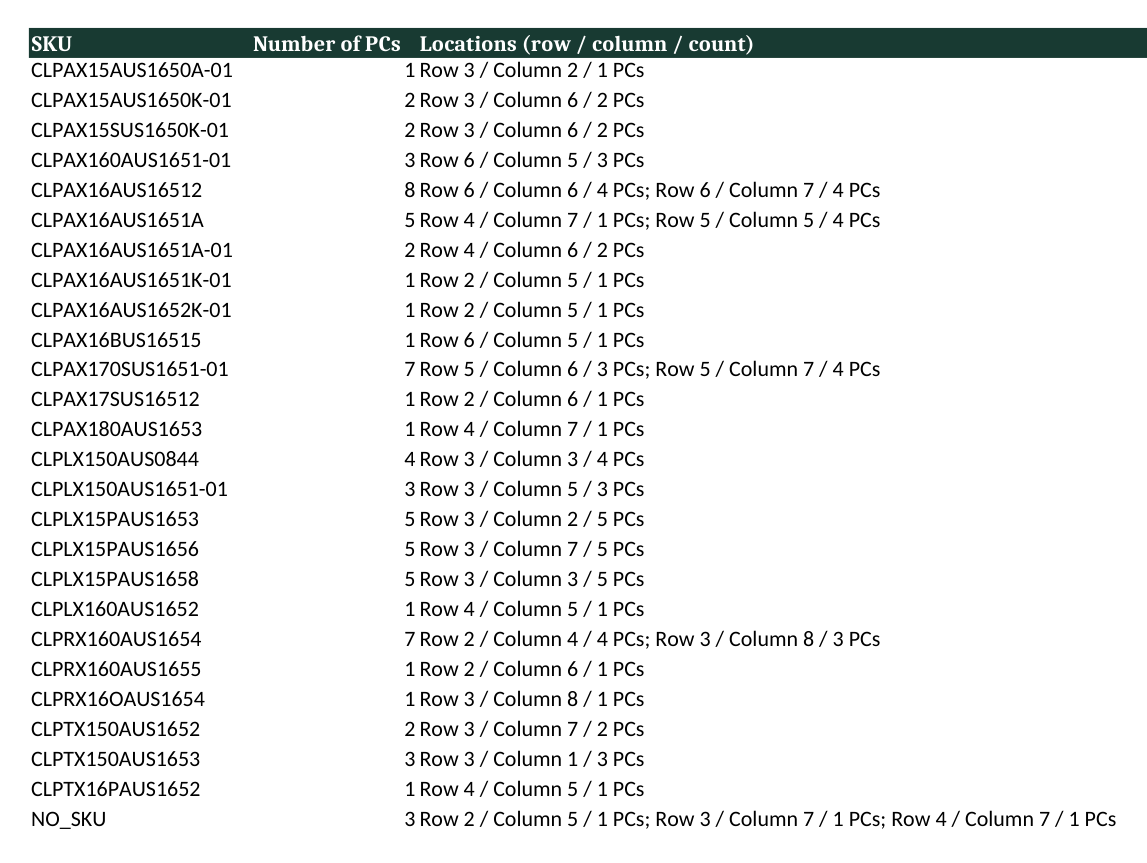 SKU Number of PCs Locations (row / column / count)
CLPAX15AUS1650A-01 1 Row 3 / Column 2 / 1 PCs
CLPAX15AUS1650K-01 2 Row 3 / Column 6 / 2 PCs
CLPAX15SUS1650K-01 2 Row 3 / Column 6 / 2 PCs
CLPAX160AUS1651-01 3 Row 6 / Column 5 / 3 PCs
CLPAX16AUS16512 8 Row 6 / Column 6 / 4 PCs; Row 6 / Column 7 / 4 PCs
CLPAX16AUS1651A 5 Row 4 / Column 7 / 1 PCs; Row 5 / Column 5 / 4 PCs
CLPAX16AUS1651A-01 2 Row 4 / Column 6 / 2 PCs
CLPAX16AUS1651K-01 1 Row 2 / Column 5 / 1 PCs
CLPAX16AUS1652K-01 1 Row 2 / Column 5 / 1 PCs
CLPAX16BUS16515 1 Row 6 / Column 5 / 1 PCs
CLPAX170SUS1651-01 7 Row 5 / Column 6 / 3 PCs; Row 5 / Column 7 / 4 PCs
CLPAX17SUS16512 1 Row 2 / Column 6 / 1 PCs
CLPAX180AUS1653 1 Row 4 / Column 7 / 1 PCs
CLPLX150AUS0844 4 Row 3 / Column 3 / 4 PCs
CLPLX150AUS1651-01 3 Row 3 / Column 5 / 3 PCs
CLPLX15PAUS1653 5 Row 3 / Column 2 / 5 PCs
CLPLX15PAUS1656 5 Row 3 / Column 7 / 5 PCs
CLPLX15PAUS1658 5 Row 3 / Column 3 / 5 PCs
CLPLX160AUS1652 1 Row 4 / Column 5 / 1 PCs
CLPRX160AUS1654 7 Row 2 / Column 4 / 4 PCs; Row 3 / Column 8 / 3 PCs
CLPRX160AUS1655 1 Row 2 / Column 6 / 1 PCs
CLPRX16OAUS1654 1 Row 3 / Column 8 / 1 PCs
CLPTX150AUS1652 2 Row 3 / Column 7 / 2 PCs
CLPTX150AUS1653 3 Row 3 / Column 1 / 3 PCs
CLPTX16PAUS1652 1 Row 4 / Column 5 / 1 PCs
NO_SKU 3 Row 2 / Column 5 / 1 PCs; Row 3 / Column 7 / 1 PCs; Row 4 / Column 7 / 1 PCs